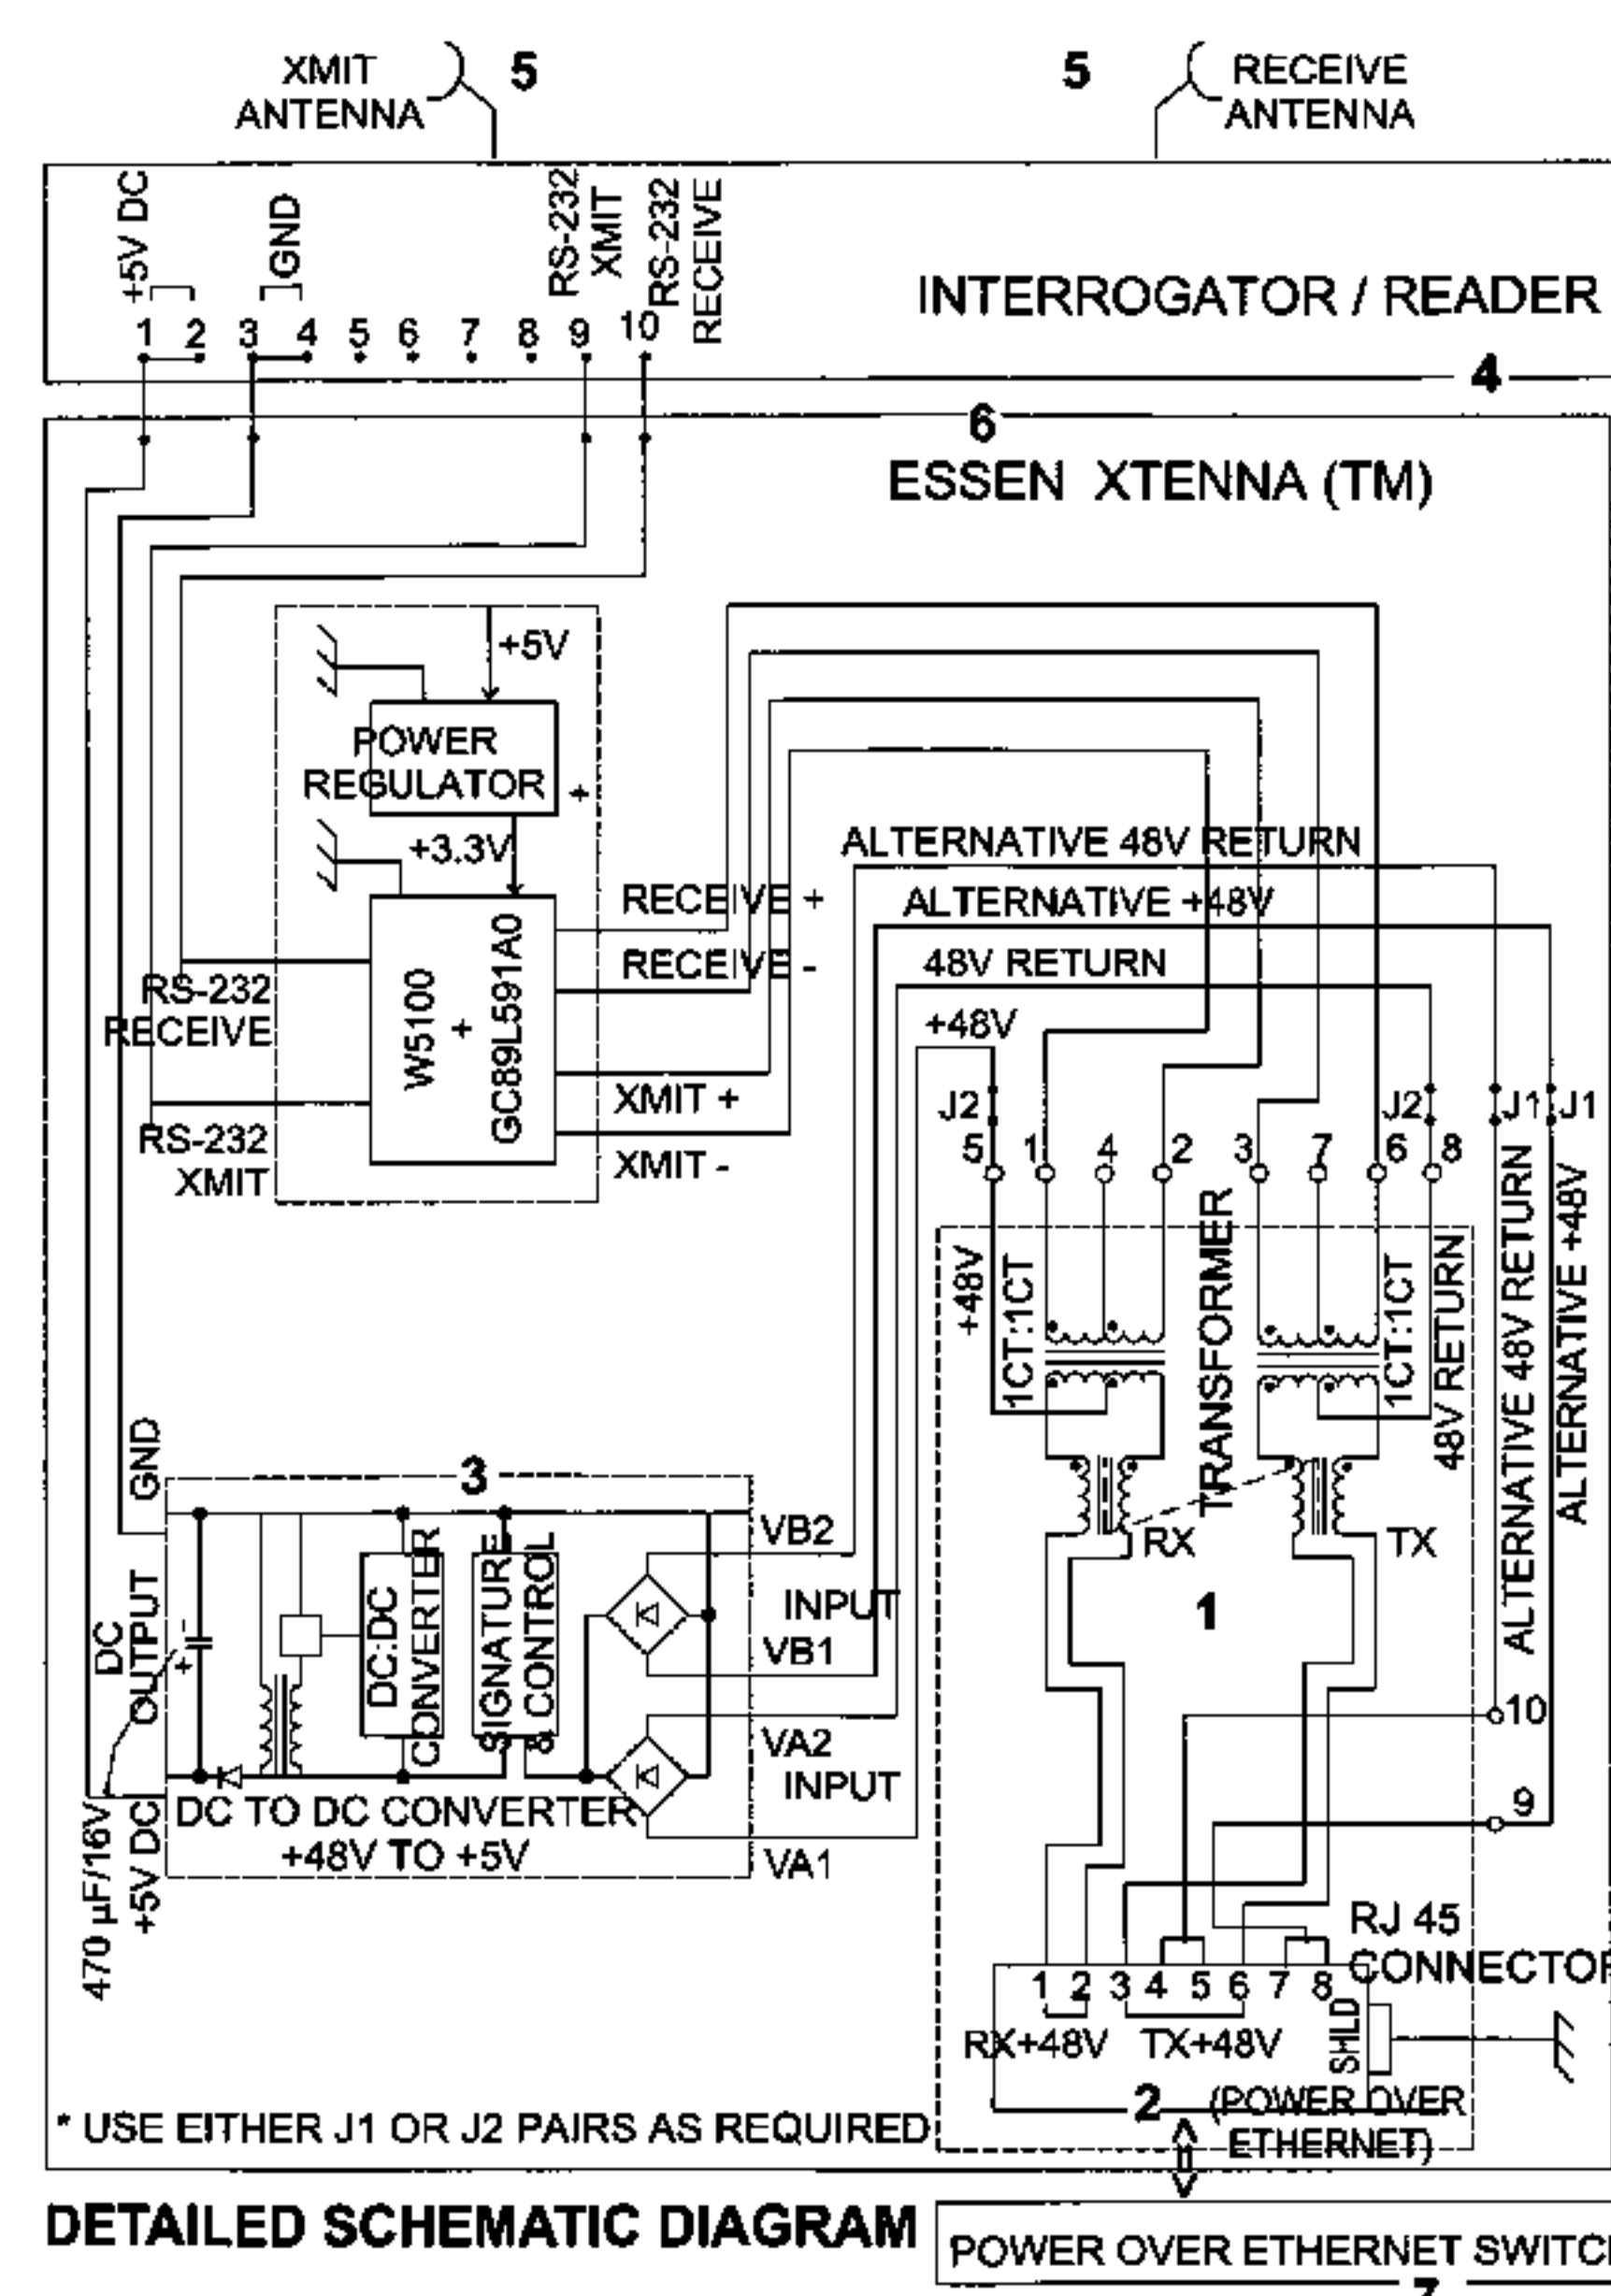 XMIT
ANTENNA
5
5
RECEIVE
ANTENNA
+5V DC
GND
RS-232
XMIT
RS-232
RECEIVE
1 2 3 4 5 6 7 8 9 10
INTERROGATOR / READER
4
6
ESSEN XTENNA (TM)
+5V
POWER
REGULATOR +
+3.3V
W5100
+
GC89L591A0
RECEIVE +
RECEIVE -
XMIT +
XMIT -
RS-232
RECEIVE
RS-232
XMIT
ALTERNATIVE 48V RETURN
ALTERNATIVE +48V
48V RETURN
+48V
J2
J2
J1
J1
5 1 4 2 3 7 6 8
+48V
1CT:1CT
TRANSFORMER
1CT:1CT
48V RETURN
ALTERNATIVE 48V RETURN
ALTERNATIVE +48V
RX
TX
1
10
9
GND
3
DC
OUTPUT
- 
+
DC:DC
CONVERTER
SIGNATURE
& CONTROL
VB2
INPUT
VB1
VA2
INPUT
VA1
DC TO DC CONVERTER
+48V TO +5V
470 µF/16V
+5V DC
RJ 45
CONNECTOR
1 2 3 4 5 6 7 8
RX+48V
TX+48V
SHLD
2
(POWER OVER
ETHERNET)
* USE EITHER J1 OR J2 PAIRS AS REQUIRED
DETAILED SCHEMATIC DIAGRAM
POWER OVER ETHERNET SWITCH
7